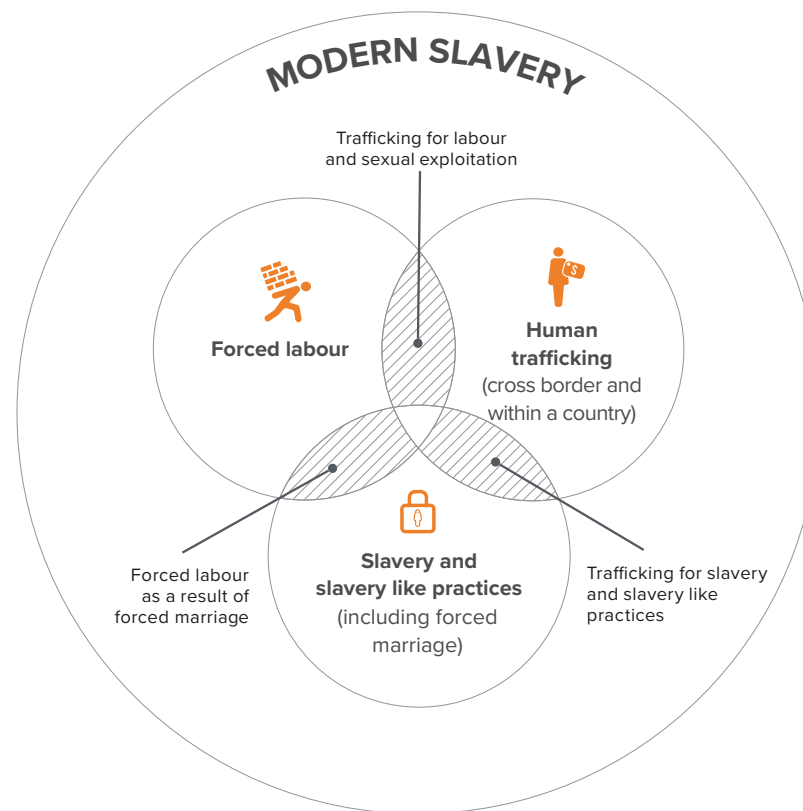 MODERN SLAVERY
Trafficking for labour
and sexual exploitation
Forced labour
$
Human
trafficking
(cross border and
within a country)
Slavery and
slavery like practices
(including forced
marriage)
Forced labour
as a result of
forced marriage
Trafficking for slavery
and slavery like
practices